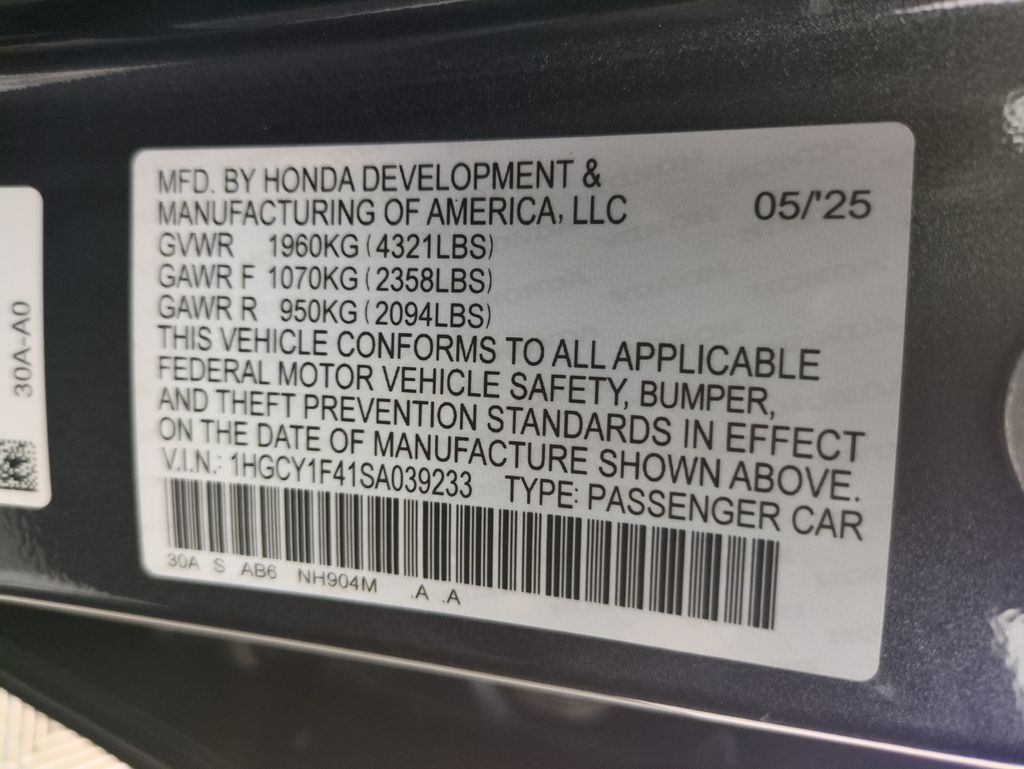 MFD. BY HONDA DEVELOPMENT &
MANUFACTURING OF AMERICA, LLC
05/'25
GVWR 1960KG (4321LBS)
GAWR F 1070KG (2358LBS)
GAWR R 950KG (2094LBS)
THIS VEHICLE CONFORMS TO ALL APPLICABLE
FEDERAL MOTOR VEHICLE SAFETY, BUMPER,
AND THEFT PREVENTION STANDARDS IN EFFECT
ON THE DATE OF MANUFACTURE SHOWN ABOVE.
V.I.N.: 1HGCY1F41SA039233 TYPE: PASSENGER CAR
30A S AB6 NH904M .A .A
30A-A0